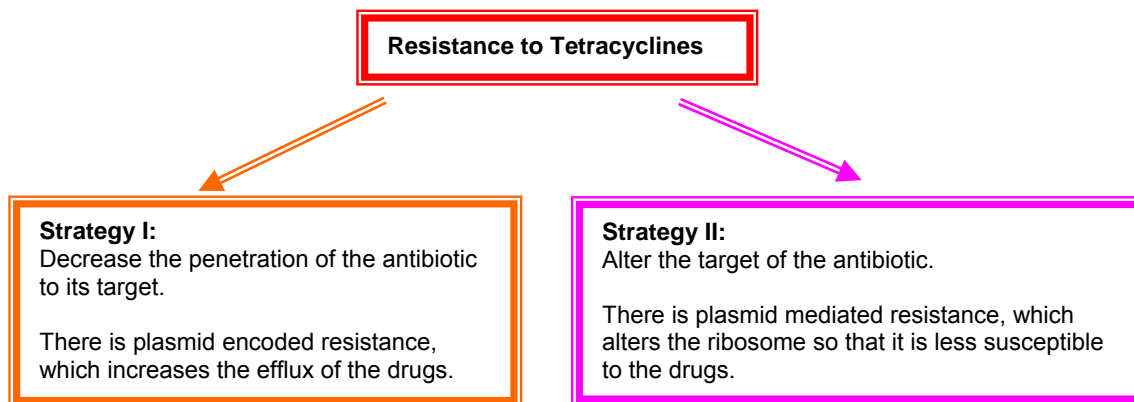 Resistance to Tetracyclines
Strategy I:
Decrease the penetration of the antibiotic
to its target.
There is plasmid encoded resistance,
which increases the efflux of the drugs.
Strategy II:
Alter the target of the antibiotic.
There is plasmid mediated resistance, which
alters the ribosome so that it is less susceptible
to the drugs.